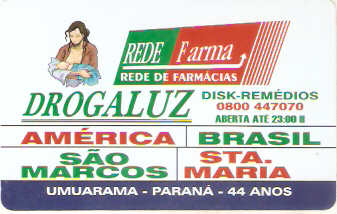 REDE Farma
REDE DE FARMÁCIAS
DROGALUZ
DISK-REMÉDIOS
0800 447070
ABERTA ATÉ 23:00 H
AMÉRICA BRASIL
SÃO MARCOS
STA. MARIA
UMUARAMA - PARANÁ - 44 ANOS